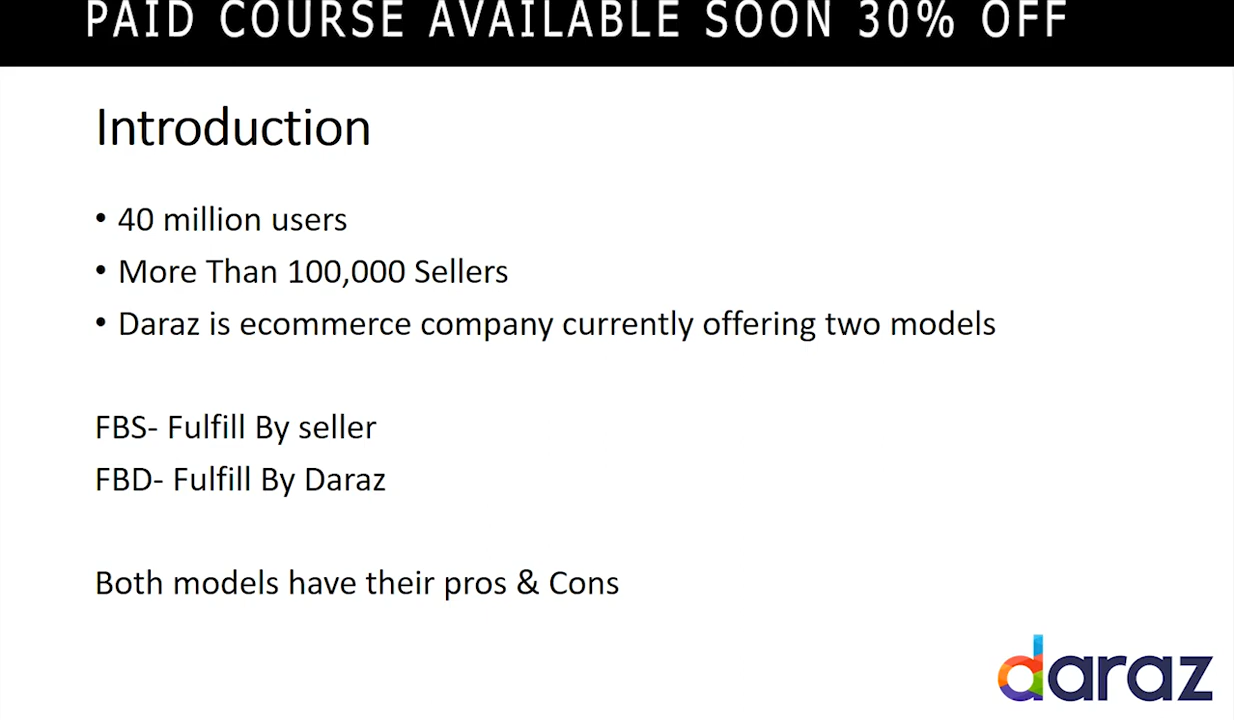 PAID COURSE AVAILABLE SOON 30% OFF
Introduction
• 40 million users
• More Than 100,000 Sellers
• Daraz is ecommerce company currently offering two models
FBS- Fulfill By seller
FBD- Fulfill By Daraz
Both models have their pros & Cons
daraz